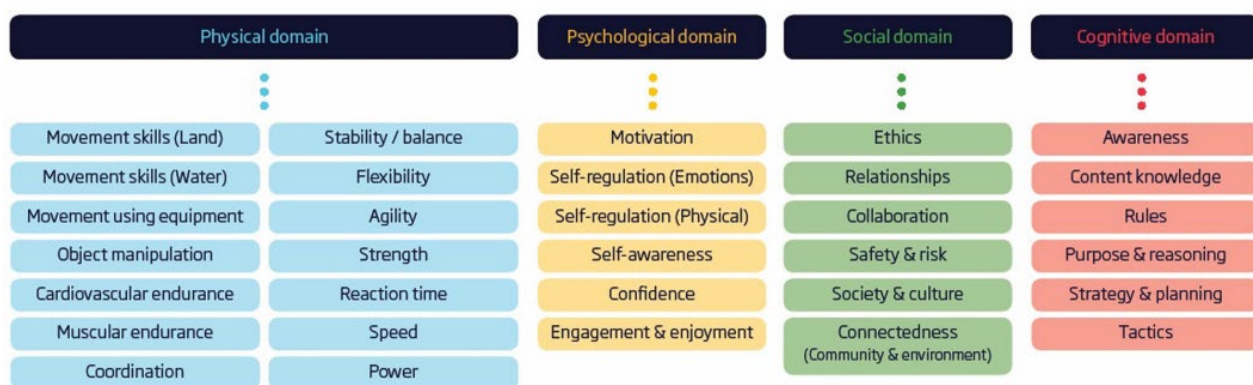 Physical domain
Psychological domain
Social domain
Cognitive domain
Movement skills (Land)
Movement skills (Water)
Movement using equipment
Object manipulation
Cardiovascular endurance
Muscular endurance
Coordination
Stability / balance
Flexibility
Agility
Strength
Reaction time
Speed
Power
Motivation
Self-regulation (Emotions)
Self-regulation (Physical)
Self-awareness
Confidence
Engagement & enjoyment
Ethics
Relationships
Collaboration
Safety & risk
Society & culture
Connectedness
(Community & environment)
Awareness
Content knowledge
Rules
Purpose & reasoning
Strategy & planning
Tactics